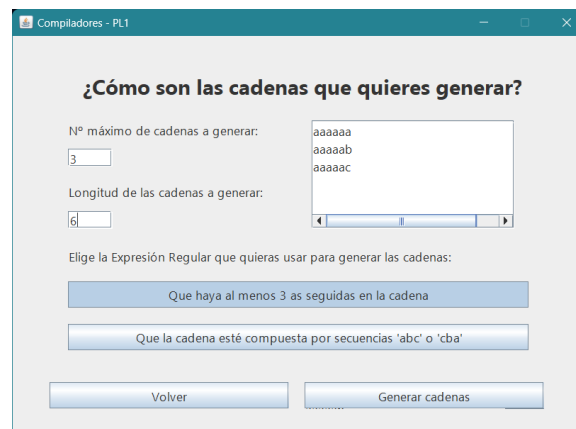 Compiladores - PL1
¿Cómo son las cadenas que quieres generar?
Nº máximo de cadenas a generar:
3
aaaaaa
aaaaab
aaaaac
Longitud de las cadenas a generar:
6
Elige la Expresión Regular que quieras usar para generar las cadenas:
Que haya al menos 3 as seguidas en la cadena
Que la cadena esté compuesta por secuencias 'abc' o 'cba'
Volver
Generar cadenas